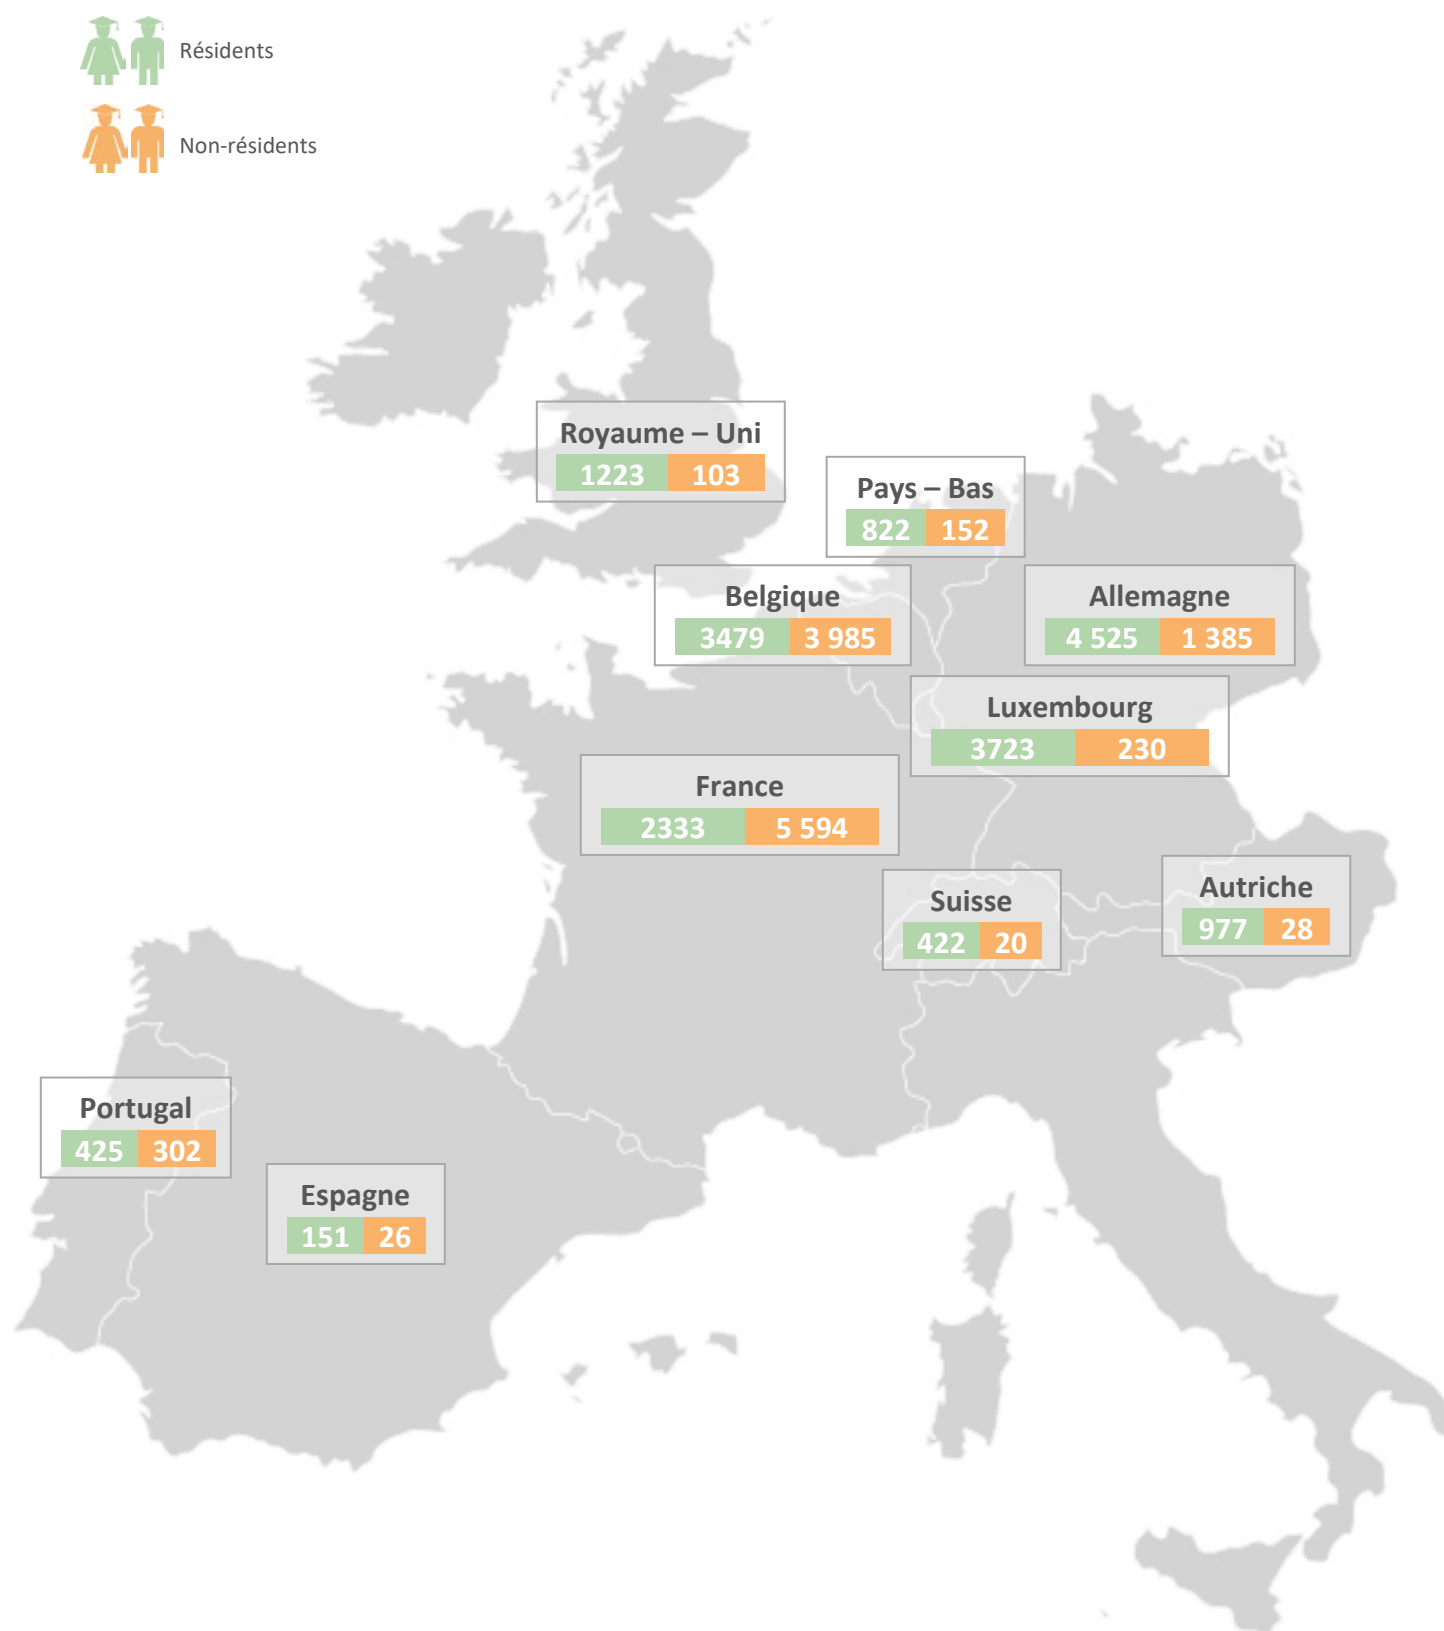 Résidents
Non-résidents
Royaume – Uni
1223 103
Pays – Bas
822 152
Belgique
3479 3 985
Allemagne
4 525 1 385
Luxembourg
3723 230
France
2333 5 594
Suisse
422 20
Autriche
977 28
Portugal
425 302
Espagne
151 26